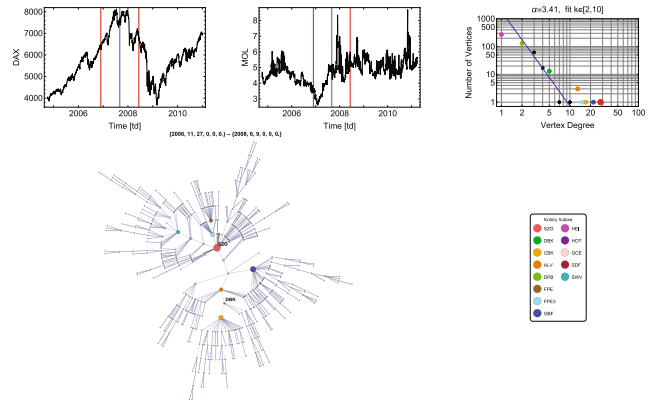 α=3.41, fit k∈[2,10]
DAX
8000
7000
6000
5000
4000
2006 2008 2010
Time [td]
MOL
8
7
6
5
4
3
2006 2008 2010
Time [td]
Number of Vertices
1000
500
100
50
10
5
1
1 2 5 10 20 50 100
Vertex Degree
{2006, 11, 27, 0, 0, 0.} – {2008, 6, 9, 0, 0, 0.}
SZG
DBK
Kolory hubow
SZG
DBK
CBK
ALV
DPB
FPE
FPE3
GBF
HEI
HOT
GCE
SDF
SWV